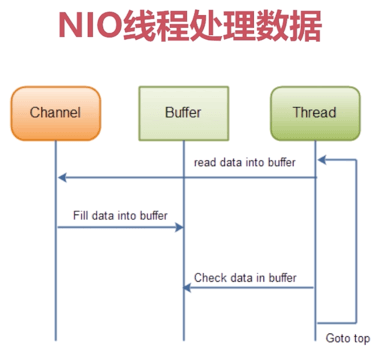 NIO线程处理数据
Channel
Buffer
Thread
read data into buffer
Fill data into buffer
Check data in buffer
Goto top